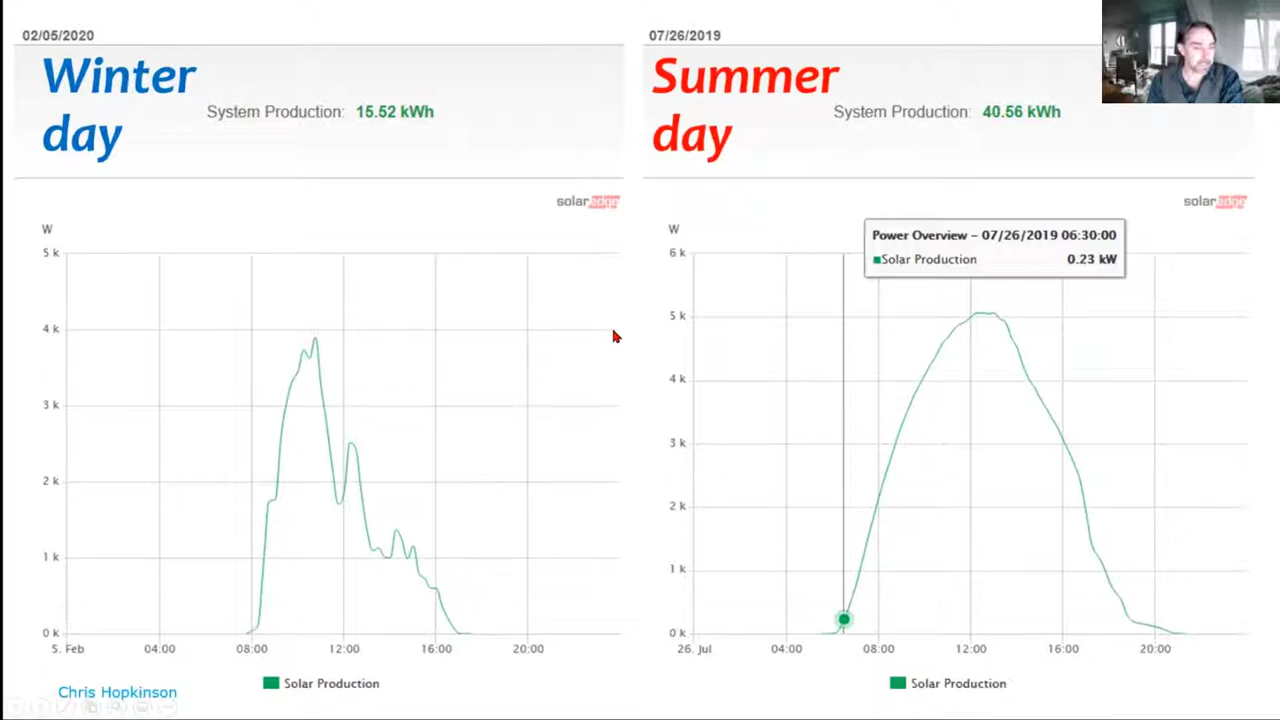 02/05/2020
Winter
day
System Production: 15.52 kWh
solaredge
W
5 k
4 k
3 k
2 k
1 k
0 k
5. Feb
04:00
08:00
12:00
16:00
20:00
Solar Production
Chris Hopkinson
07/26/2019
Summer
day
System Production: 40.56 kWh
solaredge
W
Power Overview - 07/26/2019 06:30:00
Solar Production 0.23 kW
6 k
5 k
4 k
3 k
2 k
1 k
0 k
26. Jul
04:00
08:00
12:00
16:00
20:00
Solar Production